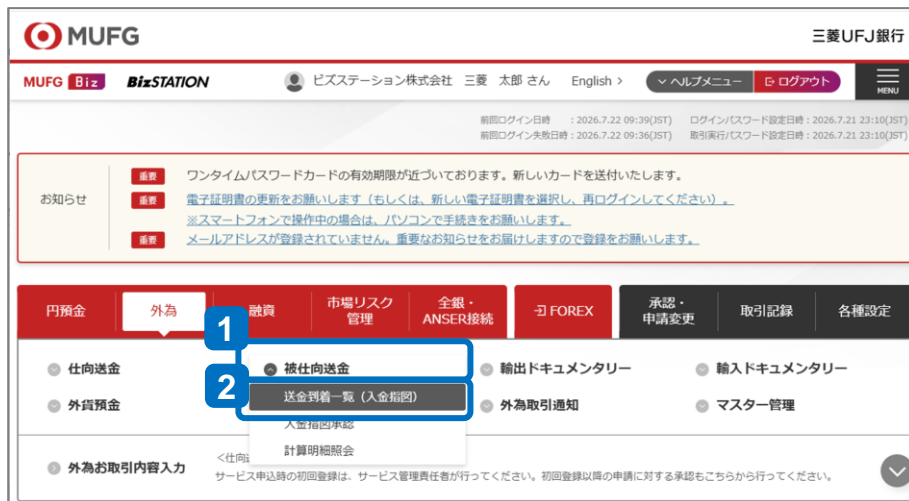 MUFG 三菱UFJ銀行
MUFG Biz BizSTATION ビズステーション株式会社 三菱 太郎 さん English > ヘルプメニュー ログアウト MENU
前回ログイン日時 : 2026.7.22 09:39(JST) ログインパスワード設定日時 : 2026.7.21 23:10(JST)
前回ログイン失敗日時 : 2026.7.22 09:36(JST) 取引実行パスワード設定日時 : 2026.7.21 23:10(JST)
重要 ワンタイムパスワードカードの有効期限が近づいております。新しいカードを送付いたします。
お知らせ 重要 電子証明書の更新をお願いします(もしくは、新しい電子証明書を選択し、再ログインしてください)。
※スマートフォンで操作中の場合は、パソコンで手続きをお願いします。
重要 メールアドレスが登録されていません。重要なお知らせをお届けしますので登録をお願いします。
円預金 外為 融資 市場リスク管理 全銀・ANSER接続 FOREX 承認・申請変更 取引記録 各種設定
1
仕向送金 被仕向送金 輸出ドキュメンタリー 輸入ドキュメンタリー
2
外貨預金 送金到着一覧(入金指図) 外為取引通知 マスター管理
入金指図承認
計算明細照会
外為お取引内容入力 <仕向
サービス申込時の初回登録は、サービス管理責任者が行ってください。初回登録以降の申請に対する承認もこちらから行ってください。